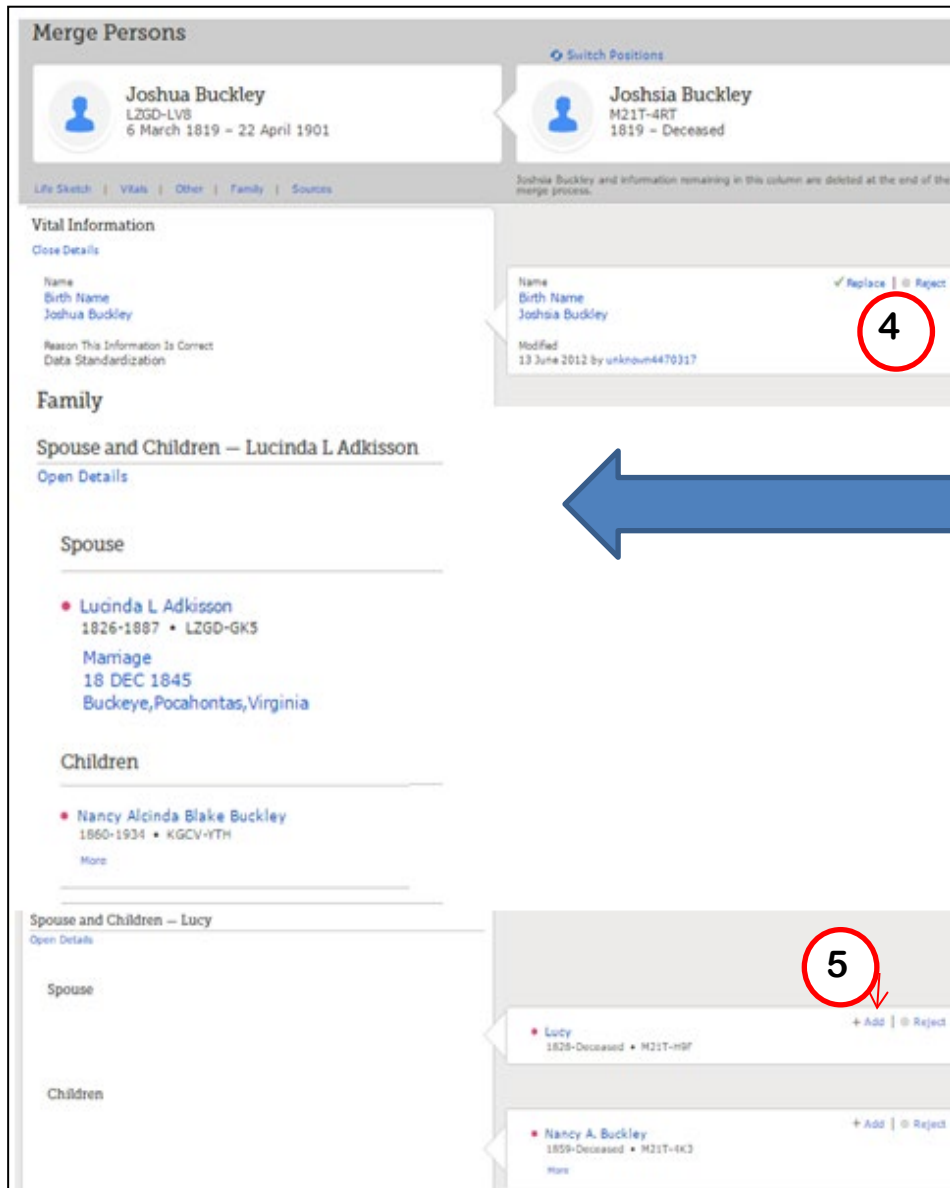 Merge Persons
Switch Positions
Joshua Buckley
LZGD-LV8
6 March 1819 – 22 April 1901
Joshsia Buckley
M21T-4RT
1819 – Deceased
Life Sketch | Vitals | Other | Family | Sources
Joshsia Buckley and information remaining in this column are deleted at the end of the
merge process.
Vital Information
Close Details
Name
Birth Name
Joshua Buckley
Reason This Information Is Correct
Data Standardization
Name
Replace | Reject
Birth Name
Joshsia Buckley
4
Modified
13 June 2012 by unknown4470317
Family
Spouse and Children — Lucinda L Adkisson
Open Details
Spouse
Lucinda L Adkisson
1826-1887 • LZGD-GK5
Marriage
18 DEC 1845
Buckeye,Pocahontas,Virginia
Children
Nancy Alcinda Blake Buckley
1860-1934 • KGCV-YTH
More
Spouse and Children — Lucy
Open Details
5
Spouse
+ Add | Reject
Lucy
1828-Deceased • M21T-H9F
Children
+ Add | Reject
Nancy A. Buckley
1859-Deceased • M21T-4K3
More